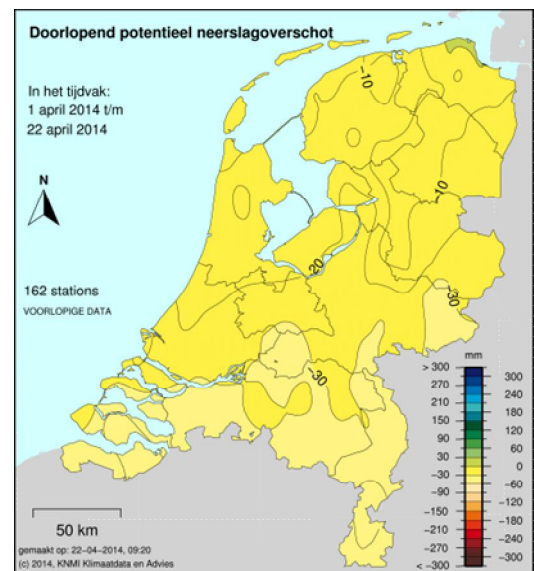 Doorlopend potentieel neerslagoverschot
In het tijdvak:
1 april 2014 t/m
22 april 2014
N
162 stations
VOORLOPIGE DATA
−10
−10
−20
−30
−30
mm
> 300
300
270
240
210
180
150
120
90
60
30
0
−30
−60
−90
−120
−150
−180
−210
−240
−270
−300
< −300
50 km
gemaakt op: 22−04−2014, 09:20
(c) 2014, KNMI Klimaatdata en Advies